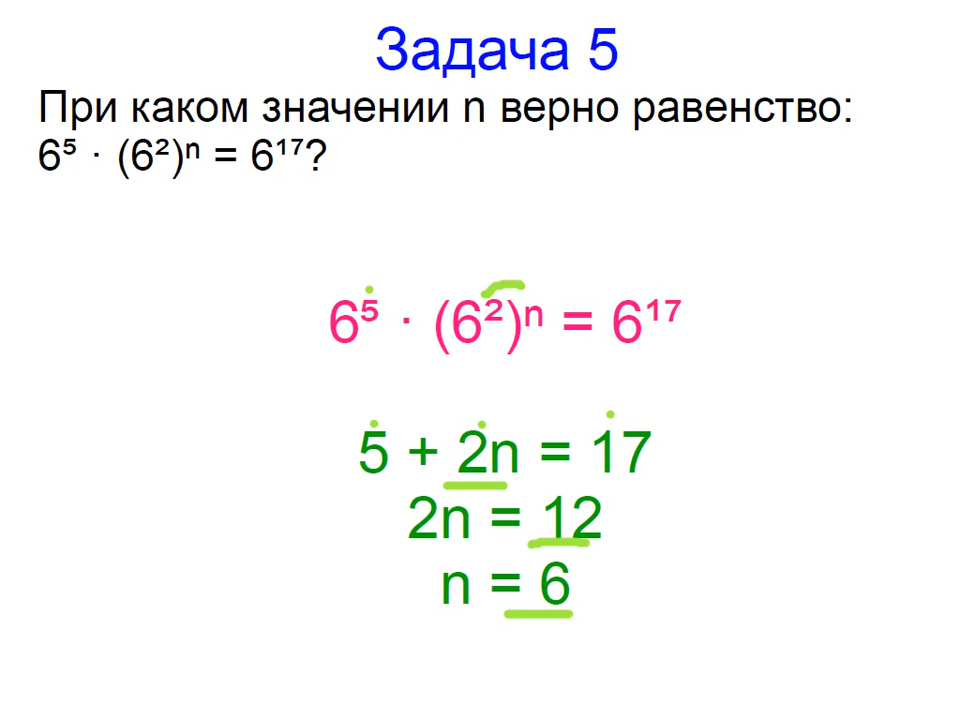 Задача 5
При каком значении n верно равенство:
6⁵ · (6²)ⁿ = 6¹⁷?
6⁵ · (6²)ⁿ = 6¹⁷
5 + 2n = 17
2n = 12
n = 6